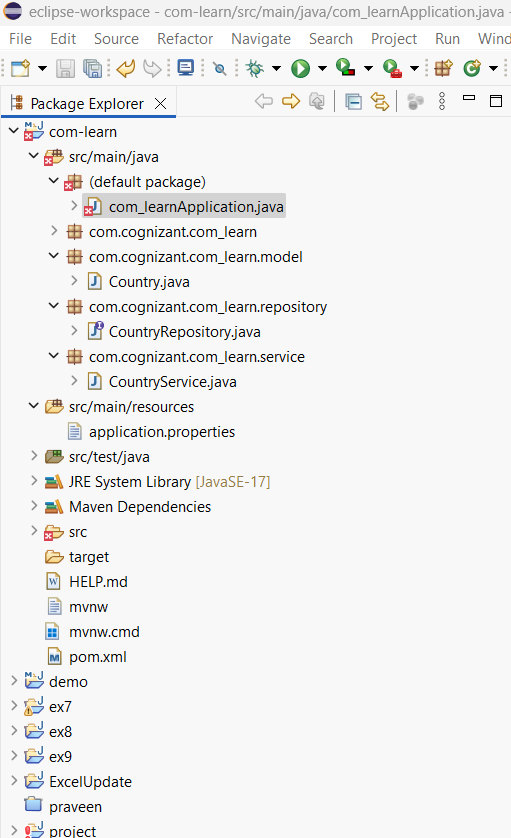 eclipse-workspace - com-learn/src/main/java/com_learnApplication.java -
File Edit Source Refactor Navigate Search Project Run Wind
Package Explorer
com-learn
src/main/java
(default package)
com_learnApplication.java
com.cognizant.com_learn
com.cognizant.com_learn.model
Country.java
com.cognizant.com_learn.repository
CountryRepository.java
com.cognizant.com_learn.service
CountryService.java
src/main/resources
application.properties
src/test/java
JRE System Library [JavaSE-17]
Maven Dependencies
src
target
HELP.md
mvnw
mvnw.cmd
pom.xml
demo
ex7
ex8
ex9
ExcelUpdate
praveen
project